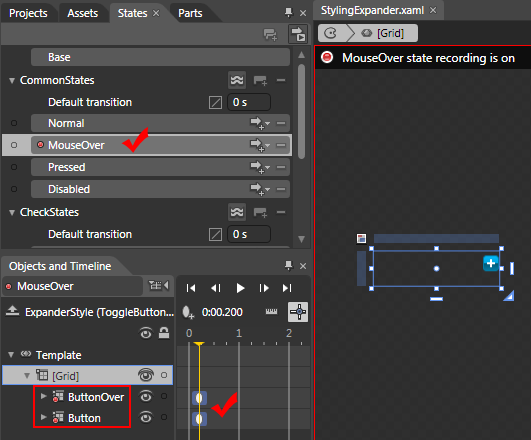 Projects Assets States × Parts
Base
CommonStates
Default transition 0 s
Normal
MouseOver
Pressed
Disabled
CheckStates
Default transition 0 s
Objects and Timeline
MouseOver
0:00.200
ExpanderStyle (ToggleButton...
0 1 2
Template
[Grid]
ButtonOver
Button
StylingExpander.xaml ×
[Grid]
MouseOver state recording is on